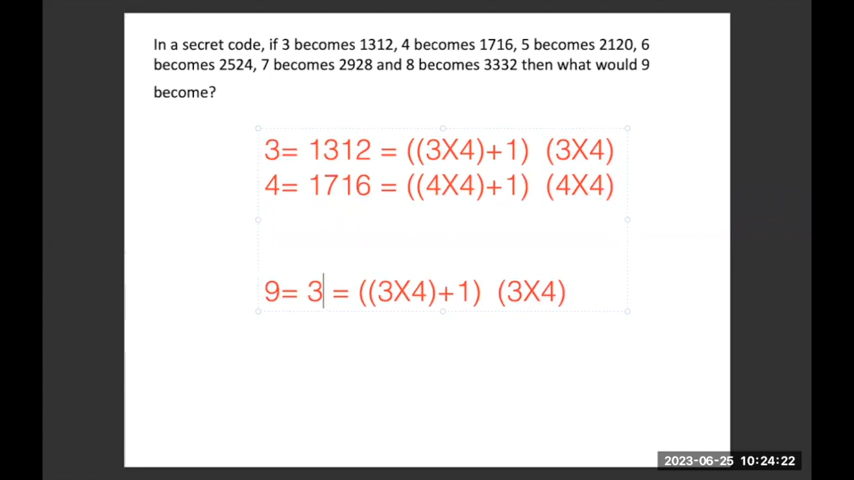 In a secret code, if 3 becomes 1312, 4 becomes 1716, 5 becomes 2120, 6
becomes 2524, 7 becomes 2928 and 8 becomes 3332 then what would 9
become?
3= 1312 = ((3X4)+1) (3X4)
4= 1716 = ((4X4)+1) (4X4)
9= 3 = ((3X4)+1) (3X4)
2023-06-25 10:24:22